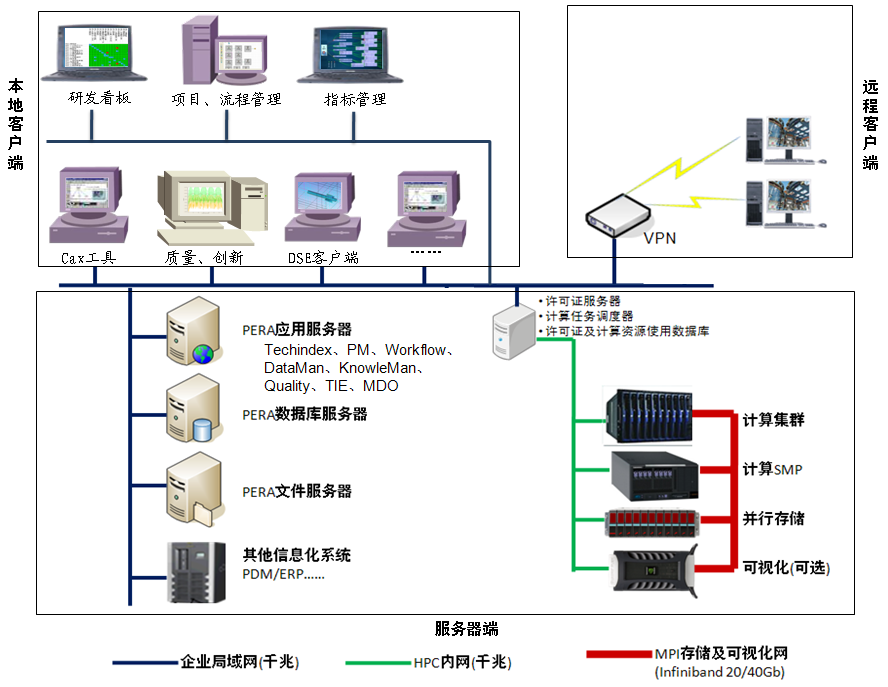 本地客户端
研发看板
项目、流程管理
指标管理
Cax工具
质量、创新
DSE客户端
……
远程客户端
VPN
PERA应用服务器
Techindex、PM、Workflow、
DataMan、KnowleMan、
Quality、TIE、MDO
PERA数据库服务器
PERA文件服务器
其他信息化系统
PDM/ERP……
•许可证服务器
•计算任务调度器
•许可证及计算资源使用数据库
计算集群
计算SMP
并行存储
可视化(可选)
服务器端
企业局域网(千兆)
HPC内网(千兆)
MPI存储及可视化网
(Infiniband 20/40Gb)